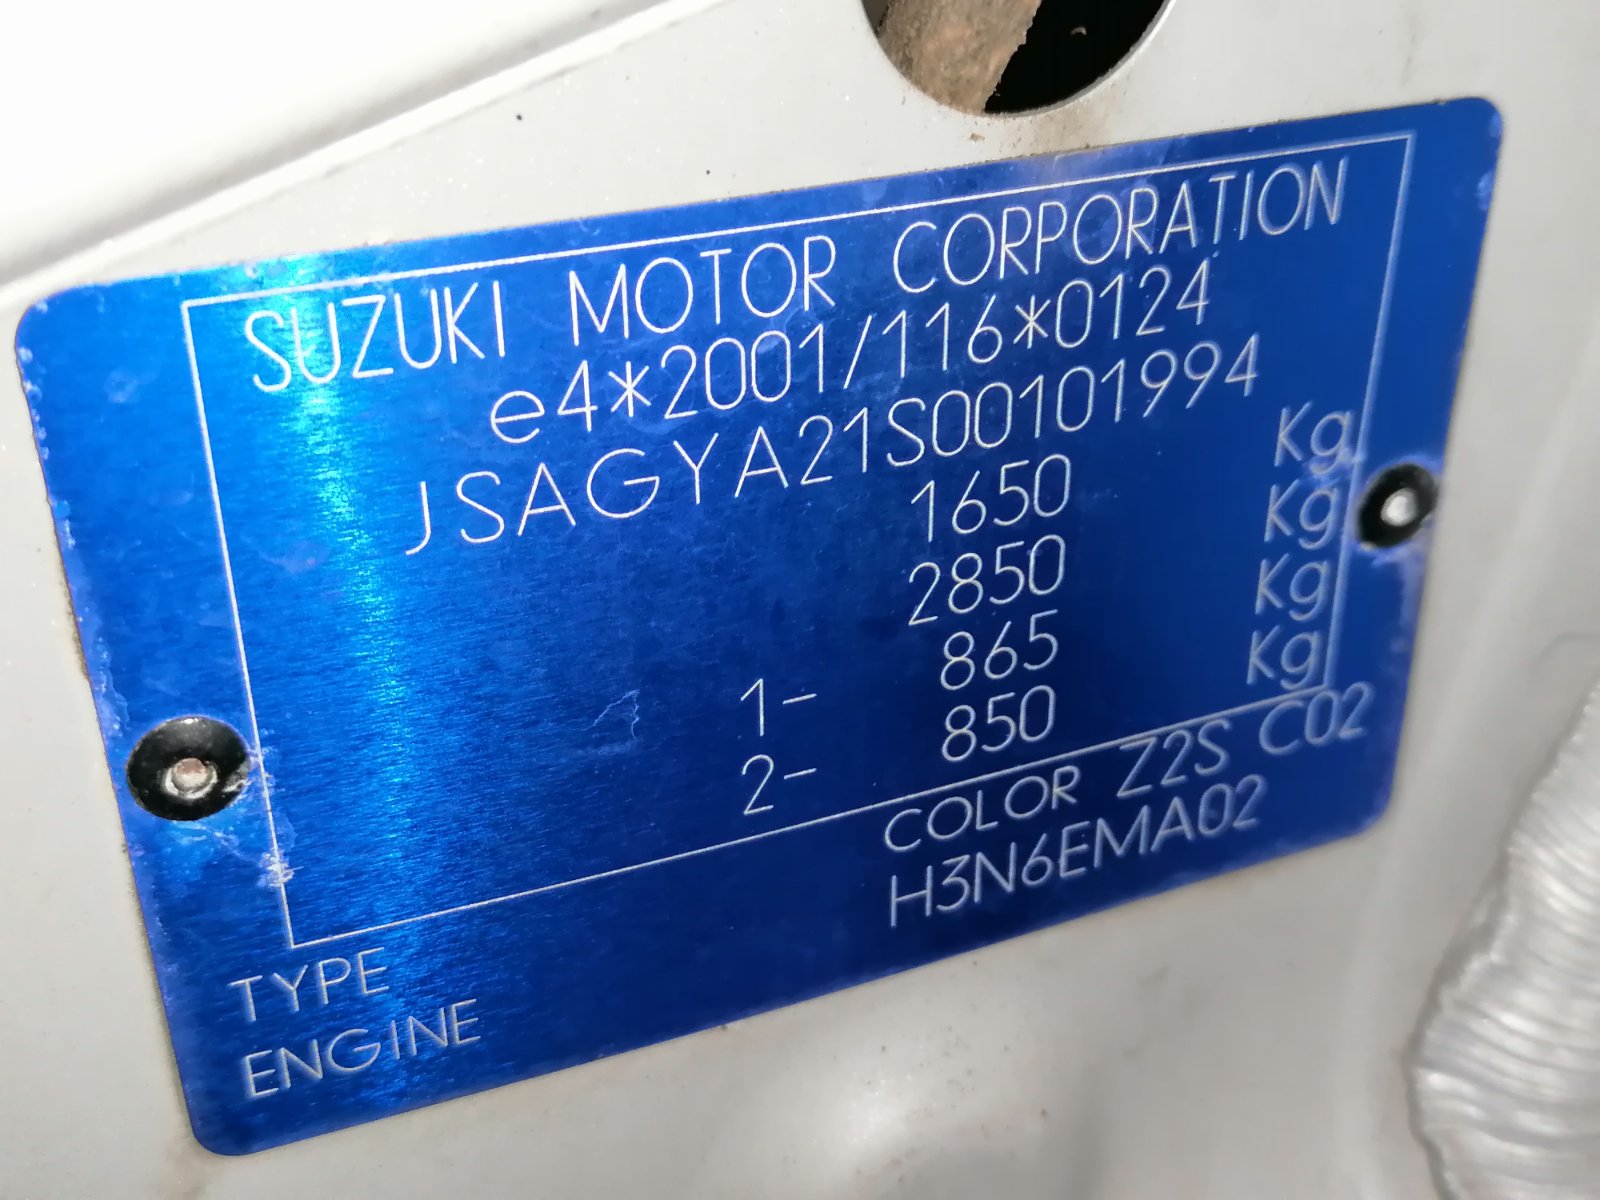 SUZUKI MOTOR CORPORATION
e4*2001/116*0124
JSAGYA21S00101994
1650 Kg
2850 Kg
1- 865 Kg
2- 850 Kg
COLOR Z2S C02
TYPE H3N6EMA02
ENGINE